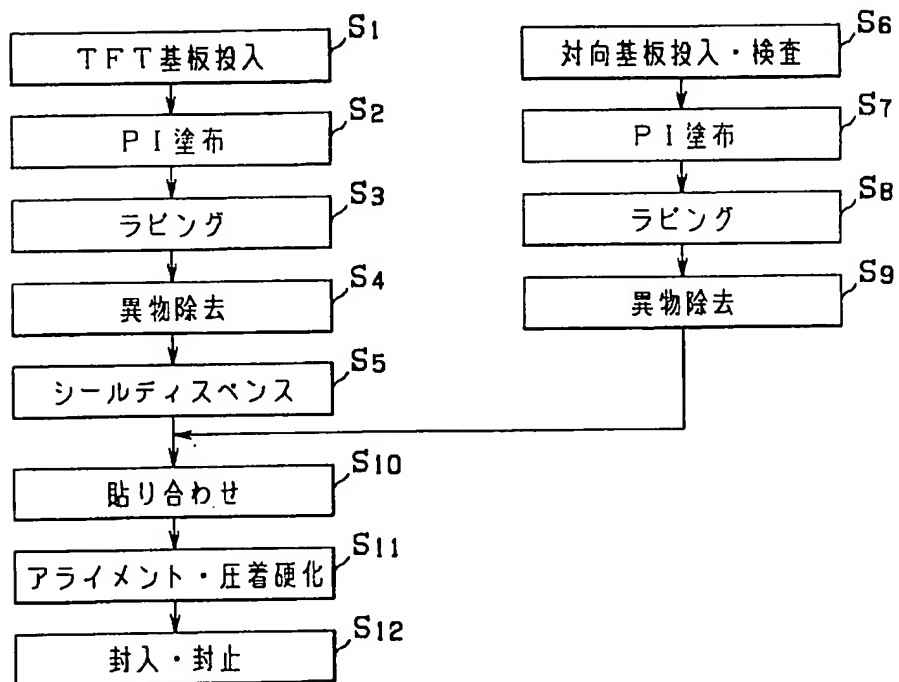 S1
TFT基板投入
S2
PI塗布
S3
ラビング
S4
異物除去
S5
シールディスペンス
S6
対向基板投入・検査
S7
PI塗布
S8
ラビング
S9
異物除去
S10
貼り合わせ
S11
アライメント・圧着硬化
S12
封入・封止